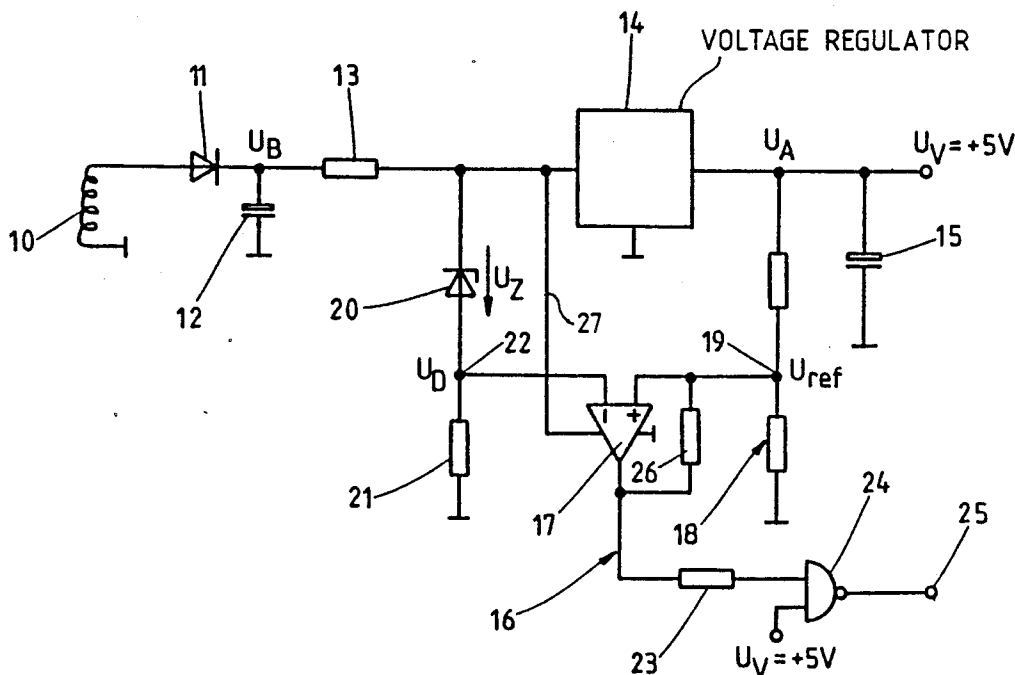 14
VOLTAGE REGULATOR
11
13
U_B
U_A
U_V=+5V
10
12
15
20
U_Z
27
22
19
U_D
U_ref
- +
21
17
26
18
24
25
16
23
U_V=+5V